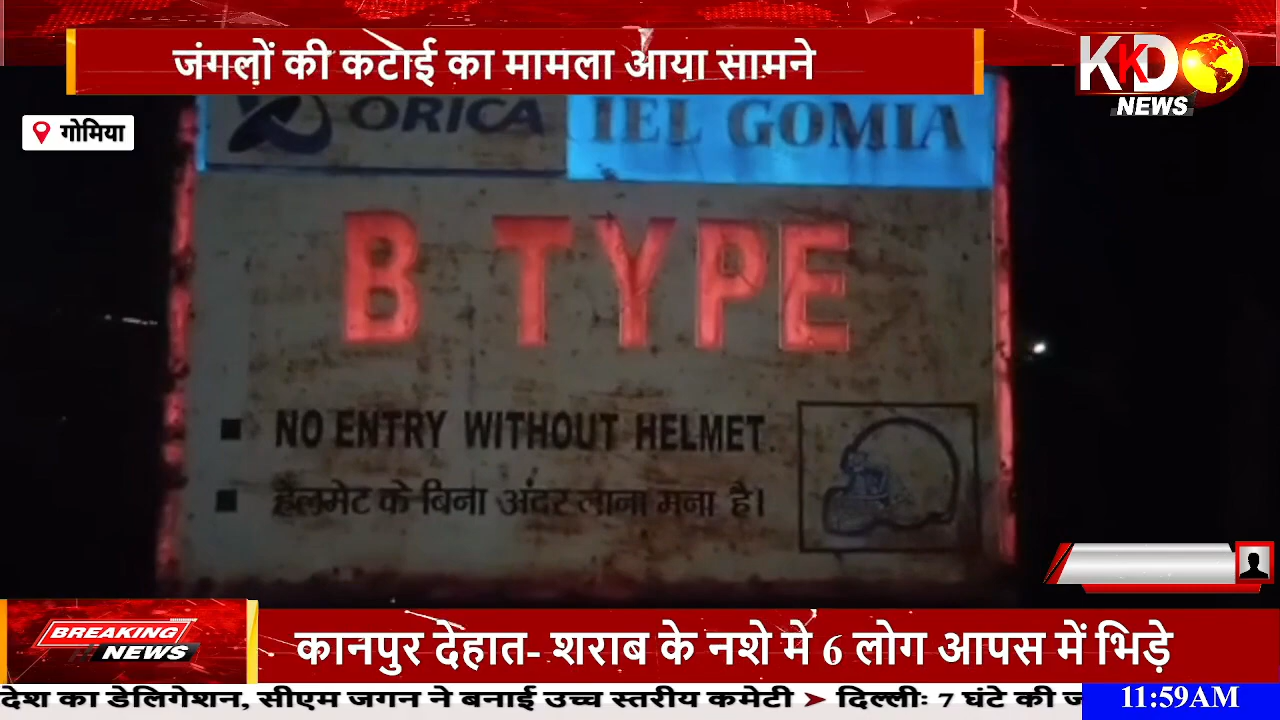 जंगलों की कटाई का मामला आया सामने
KKD NEWS
गोमिया
ORICA
IEL GOMIA
B TYPE
NO ENTRY WITHOUT HELMET.
हेलमेट के बिना अंदर लाना मना है।
BREAKING NEWS
कानपुर देहात- शराब के नशे मे 6 लोग आपस में भिड़े
देश का डेलिगेशन, सीएम जगन ने बनाई उच्च स्तरीय कमेटी ➤ दिल्लीः 7 घंटे की
11:59AM